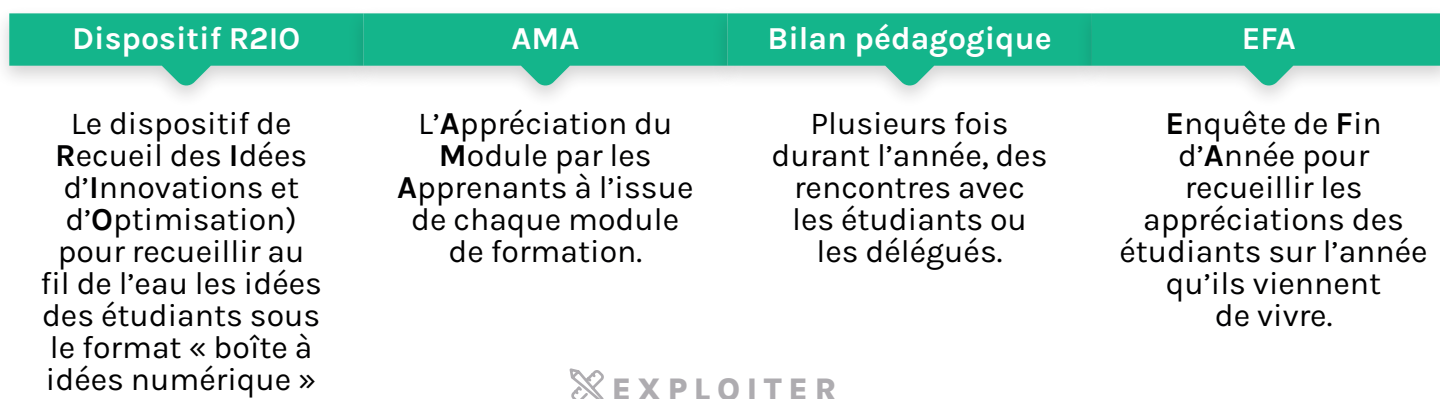 Dispositif R2IO
Le dispositif de
Recueil des Idées
d'Innovations et
d'Optimisation)
pour recueillir au
fil de l'eau les idées
des étudiants sous
le format « boîte à
idées numérique »
AMA
L'Appréciation du
Module par les
Apprenants à l'issue
de chaque module
de formation.
Bilan pédagogique
Plusieurs fois
durant l'année, des
rencontres avec
les étudiants ou
les délégués.
EFA
Enquête de Fin
d'Année pour
recueillir les
appréciations des
étudiants sur l'année
qu'ils viennent
de vivre.
EXPLOITER